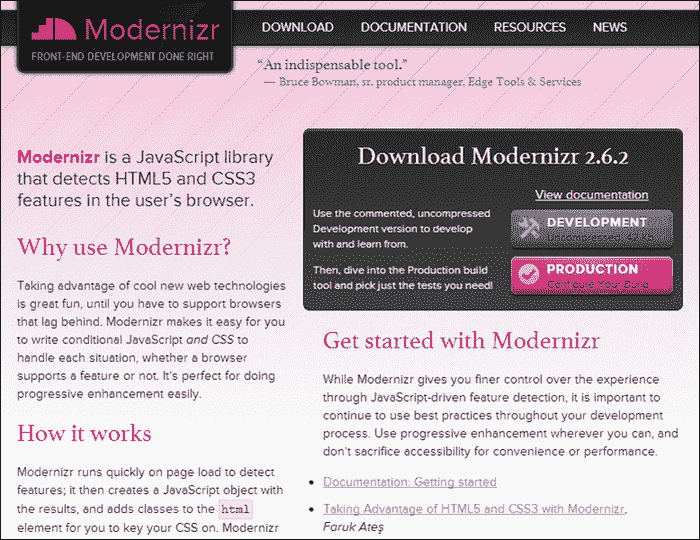 Modernizr
FRONT-END DEVELOPMENT DONE RIGHT
DOWNLOAD DOCUMENTATION RESOURCES NEWS
“An indispensable tool.”
— Bruce Bowman, sr. product manager, Edge Tools & Services
Modernizr is a JavaScript library
that detects HTML5 and CSS3
features in the user’s browser.
Why use Modernizr?
Taking advantage of cool new web technologies
is great fun, until you have to support browsers
that lag behind. Modernizr makes it easy for you
to write conditional JavaScript and CSS to
handle each situation, whether a browser
supports a feature or not. It’s perfect for doing
progressive enhancement easily.
How it works
Modernizr runs quickly on page load to detect
features; it then creates a JavaScript object with
the results, and adds classes to the html
element for you to key your CSS on. Modernizr
Download Modernizr 2.6.2
View documentation
Use the commented, uncompressed
Development version to develop
with and learn from.
Then, dive into the Production build
tool and pick just the tests you need!
DEVELOPMENT
Uncompressed, 42 Kb
PRODUCTION
Configure Your Build
Get started with Modernizr
While Modernizr gives you finer control over the experience
through JavaScript-driven feature detection, it is important to
continue to use best practices throughout your development
process. Use progressive enhancement wherever you can, and
don’t sacrifice accessibility for convenience or performance.
• Documentation: Getting started
• Taking Advantage of HTML5 and CSS3 with Modernizr,
Faruk Ateş